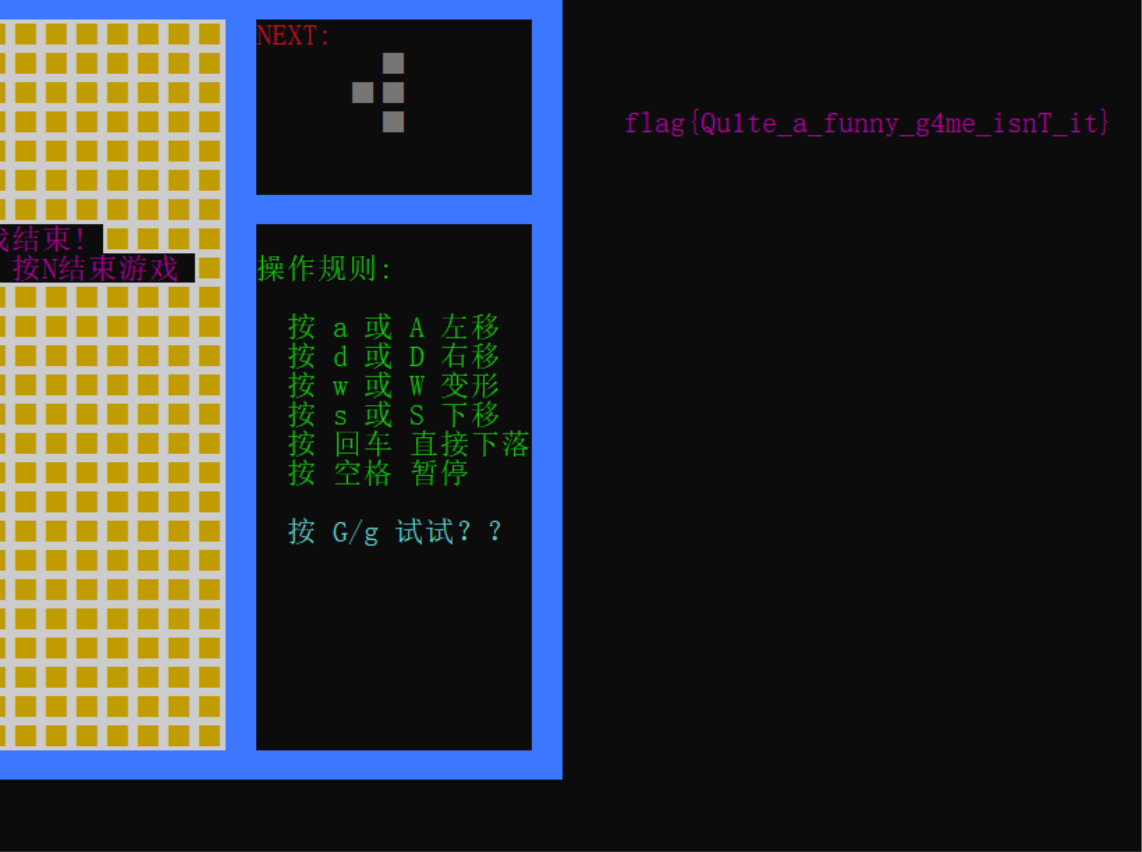 NEXT:
flag{Qu1te_a_funny_g4me_isnT_it}
结束!
按N结束游戏
操作规则:
按 a 或 A 左移
按 d 或 D 右移
按 w 或 W 变形
按 s 或 S 下移
按 回车 直接下落
按 空格 暂停
按 G/g 试试??